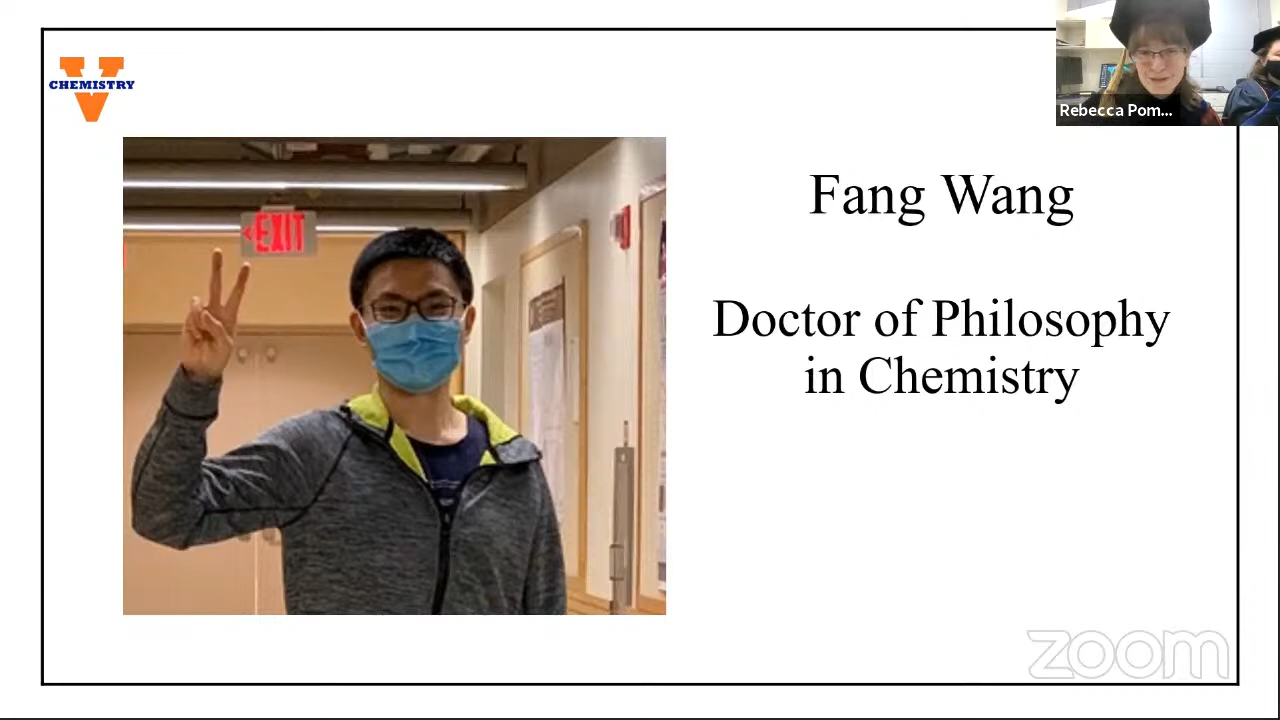 CHEMISTRY
V
Rebecca Pom...
EXIT
Fang Wang
Doctor of Philosophy
in Chemistry
zoom